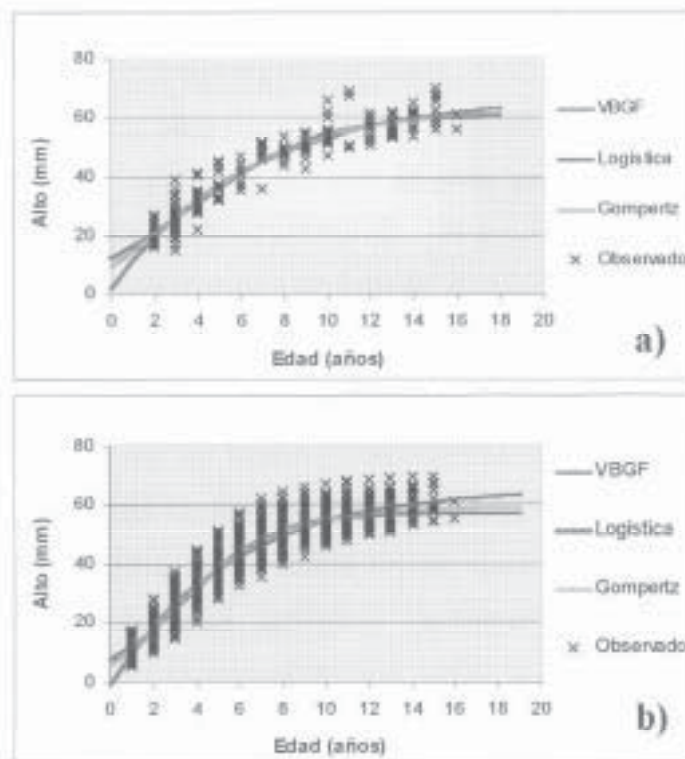 80
60
40
20
0
Alto (mm)
0 2 4 6 8 10 12 14 16 18 20
Edad (años)
VBGF
Logística
Gompertz
Observado
a)
80
60
40
20
0
Alto (mm)
0 2 4 6 8 10 12 14 16 18 20
Edad (años)
VBGF
Logística
Gompertz
Observado
b)